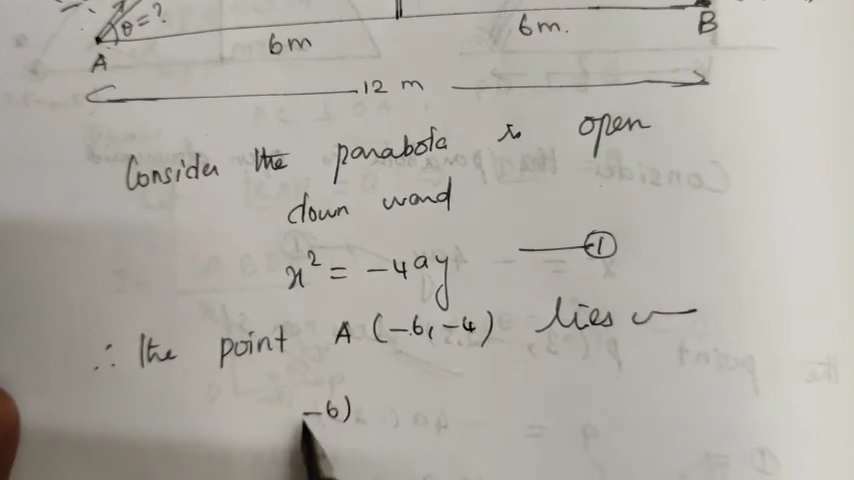 θ=?
A 6m 6m. B
12 m
Consider the parabola is open
down ward
x² = -4ay ①
∴ the point A (-6,-4) lies
-6)